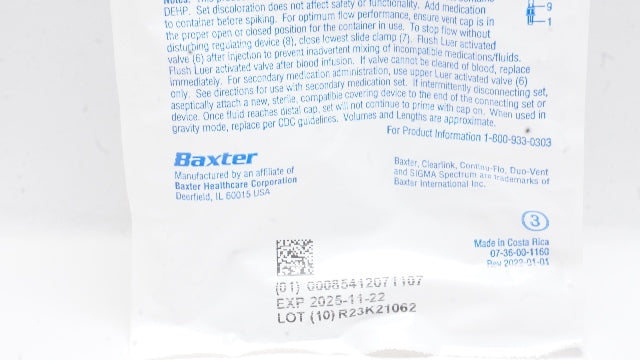 DEHP. Set discoloration does not affect safety or functionality. Add medication
to container before spiking. For optimum flow performance, ensure vent cap is in
the proper open or closed position for the container in use. To stop flow without
disturbing regulating device (8), close lowest slide clamp (7). Flush Luer activated
valve (6) after injection to prevent inadvertent mixing of incompatible medications/fluids.
Flush Luer activated valve after blood infusion. If valve cannot be cleared of blood, replace
immediately. For secondary medication administration, use upper Luer activated valve (6)
only. See directions for use with secondary medication set. If intermittently disconnecting set,
aseptically attach a new, sterile, compatible covering device to the end of the connecting set or
device. Once fluid reaches distal cap, set will not continue to prime with cap on. When used in
gravity mode, replace per CDC guidelines. Volumes and Lengths are approximate.
For Product Information 1-800-933-0303
9
1
Baxter
Manufactured by an affiliate of
Baxter Healthcare Corporation
Deerfield, IL 60015 USA
Baxter, Clearlink, Continu-Flo, Duo-Vent
and SIGMA Spectrum are trademarks of
Baxter International Inc.
3
Made in Costa Rica
07-36-00-1160
Rev 2022-01-01
(01) 00085412071107
EXP 2025-11-22
LOT (10) R23K21062